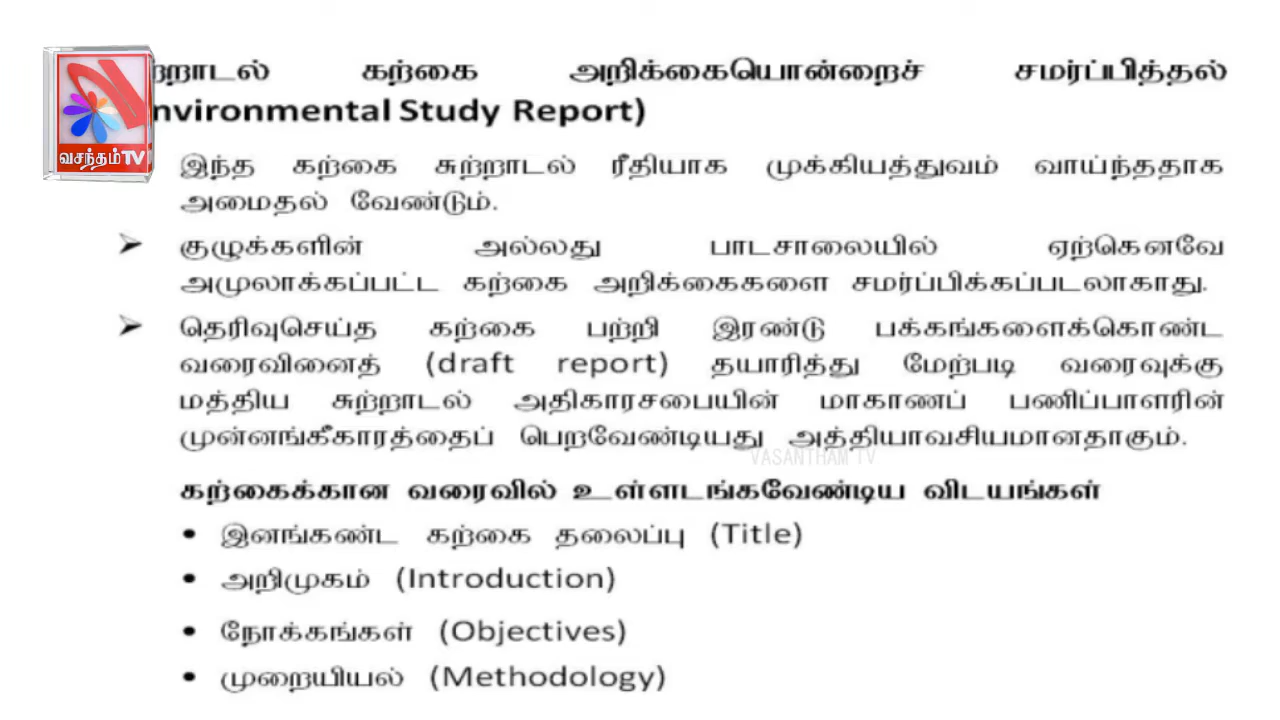 வசந்தம்TV
ற்றாடல் கற்கை அறிக்கையொன்றைச் சமர்ப்பித்தல்
nvironmental Study Report)
இந்த கற்கை சுற்றாடல் ரீதியாக முக்கியத்துவம் வாய்ந்ததாக
அமைதல் வேண்டும்.
➢ குழுக்களின் அல்லது பாடசாலையில் ஏற்கெனவே
அமுலாக்கப்பட்ட கற்கை அறிக்கைகளை சமர்ப்பிக்கப்படலாகாது.
➢ தெரிவுசெய்த கற்கை பற்றி இரண்டு பக்கங்களைக்கொண்ட
வரைவினைத் (draft report) தயாரித்து மேற்படி வரைவுக்கு
மத்திய சுற்றாடல் அதிகாரசபையின் மாகாணப் பணிப்பாளரின்
முன்னங்கீகாரத்தைப் பெறவேண்டியது அத்தியாவசியமானதாகும்.
VASANTHAM TV
கற்கைக்கான வரைவில் உள்ளடங்கவேண்டிய விடயங்கள்
• இனங்கண்ட கற்கை தலைப்பு (Title)
• அறிமுகம் (Introduction)
• நோக்கங்கள் (Objectives)
• முறையியல் (Methodology)